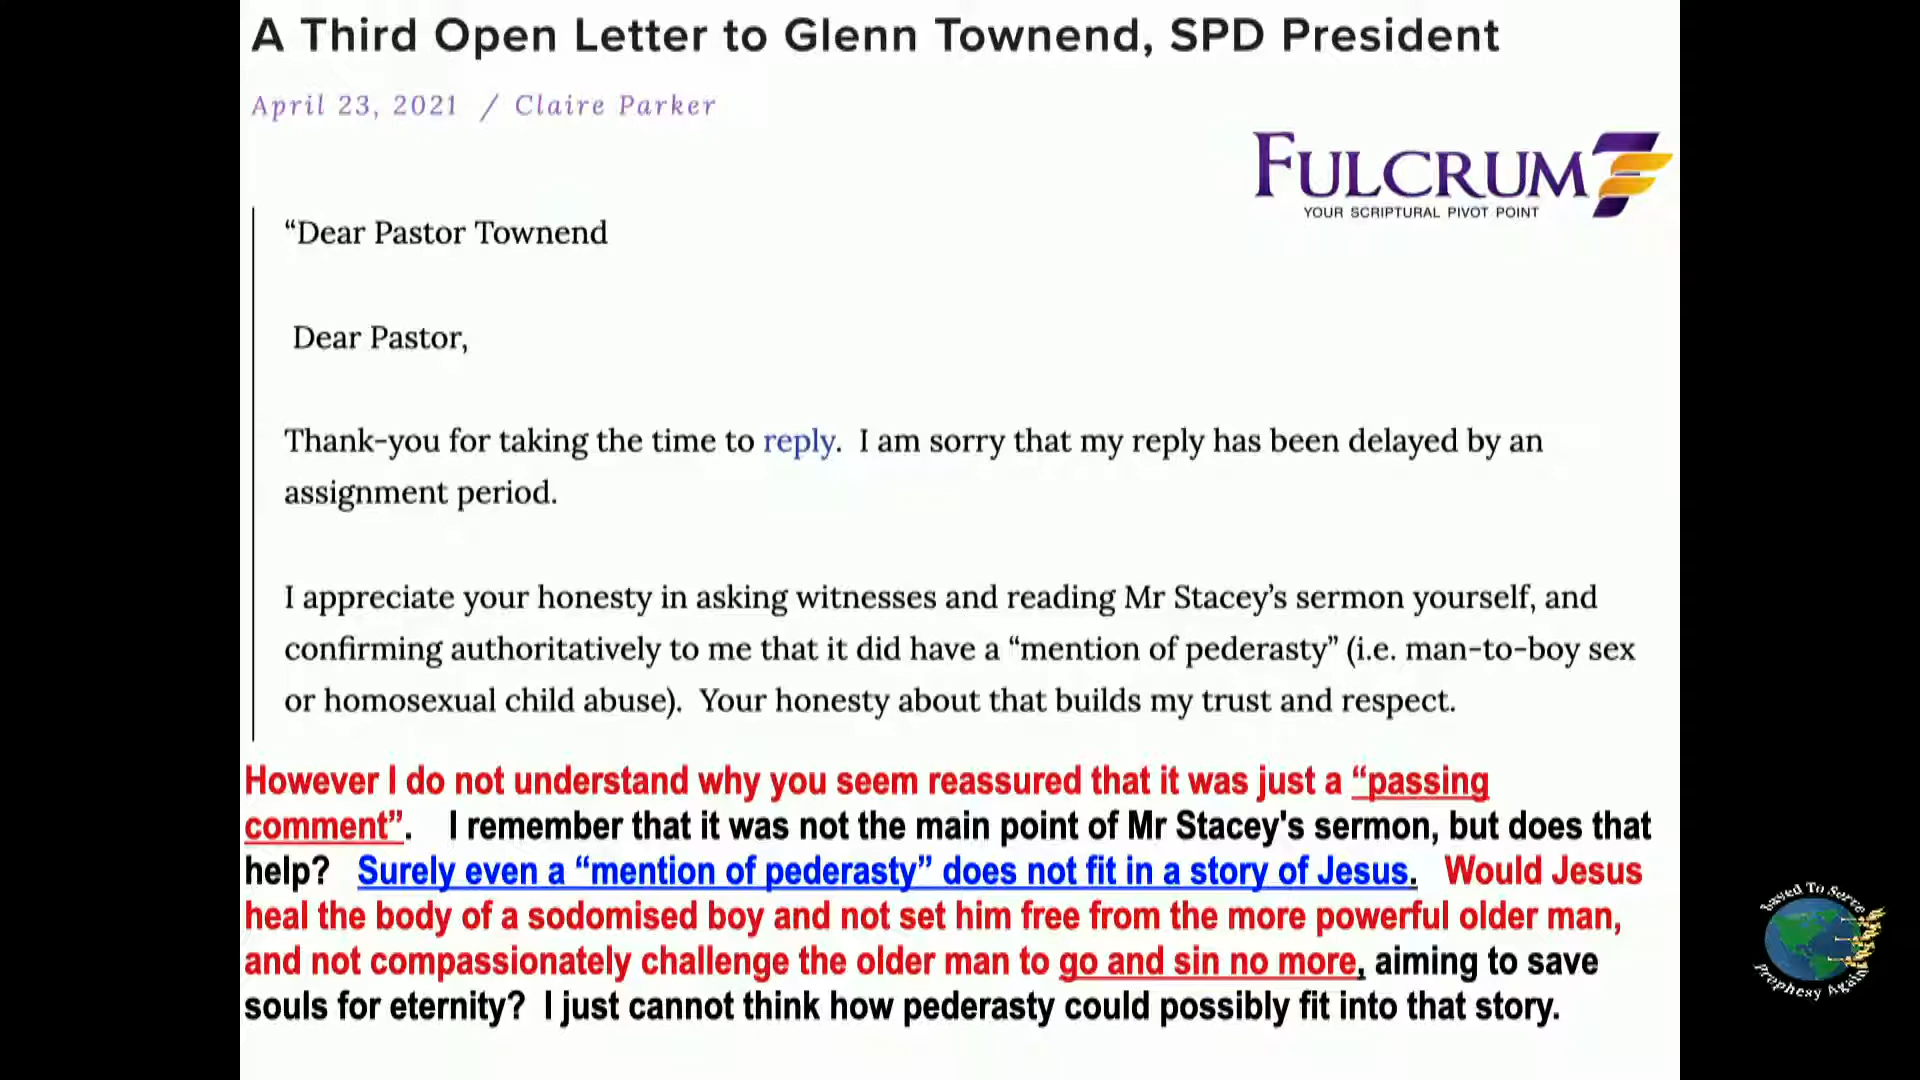 A Third Open Letter to Glenn Townend, SPD President
April 23, 2021 / Claire Parker
FULCRUM7
YOUR SCRIPTURAL PIVOT POINT
“Dear Pastor Townend
Dear Pastor,
Thank-you for taking the time to reply. I am sorry that my reply has been delayed by an
assignment period.
I appreciate your honesty in asking witnesses and reading Mr Stacey’s sermon yourself, and
confirming authoritatively to me that it did have a “mention of pederasty” (i.e. man-to-boy sex
or homosexual child abuse). Your honesty about that builds my trust and respect.
However I do not understand why you seem reassured that it was just a “passing
comment”. I remember that it was not the main point of Mr Stacey's sermon, but does that
help? Surely even a “mention of pederasty” does not fit in a story of Jesus. Would Jesus
heal the body of a sodomised boy and not set him free from the more powerful older man,
and not compassionately challenge the older man to go and sin no more, aiming to save
souls for eternity? I just cannot think how pederasty could possibly fit into that story.
To Serve
Prophesy Again